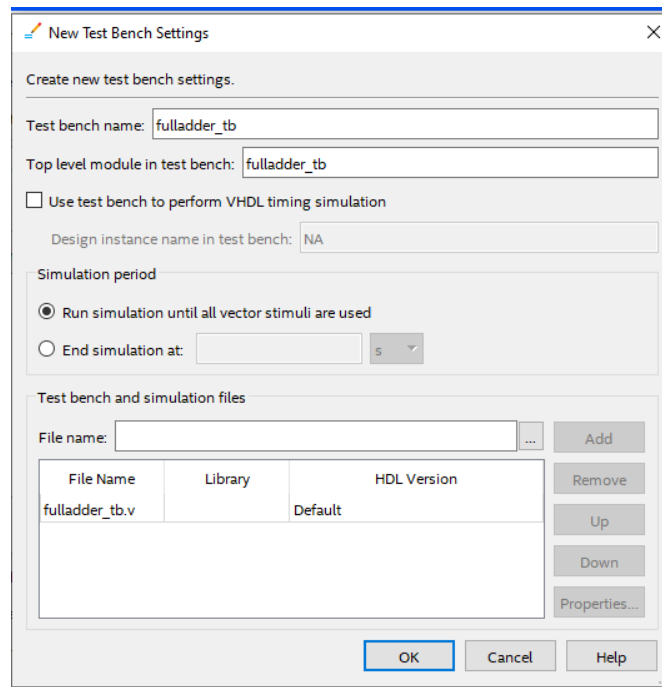 New Test Bench Settings
Create new test bench settings.
Test bench name: fulladder_tb
Top level module in test bench: fulladder_tb
Use test bench to perform VHDL timing simulation
Design instance name in test bench: NA
Simulation period
Run simulation until all vector stimuli are used
End simulation at: s
Test bench and simulation files
File name: ... Add
File Name Library HDL Version Remove
fulladder_tb.v Default
Up
Down
Properties...
OK Cancel Help